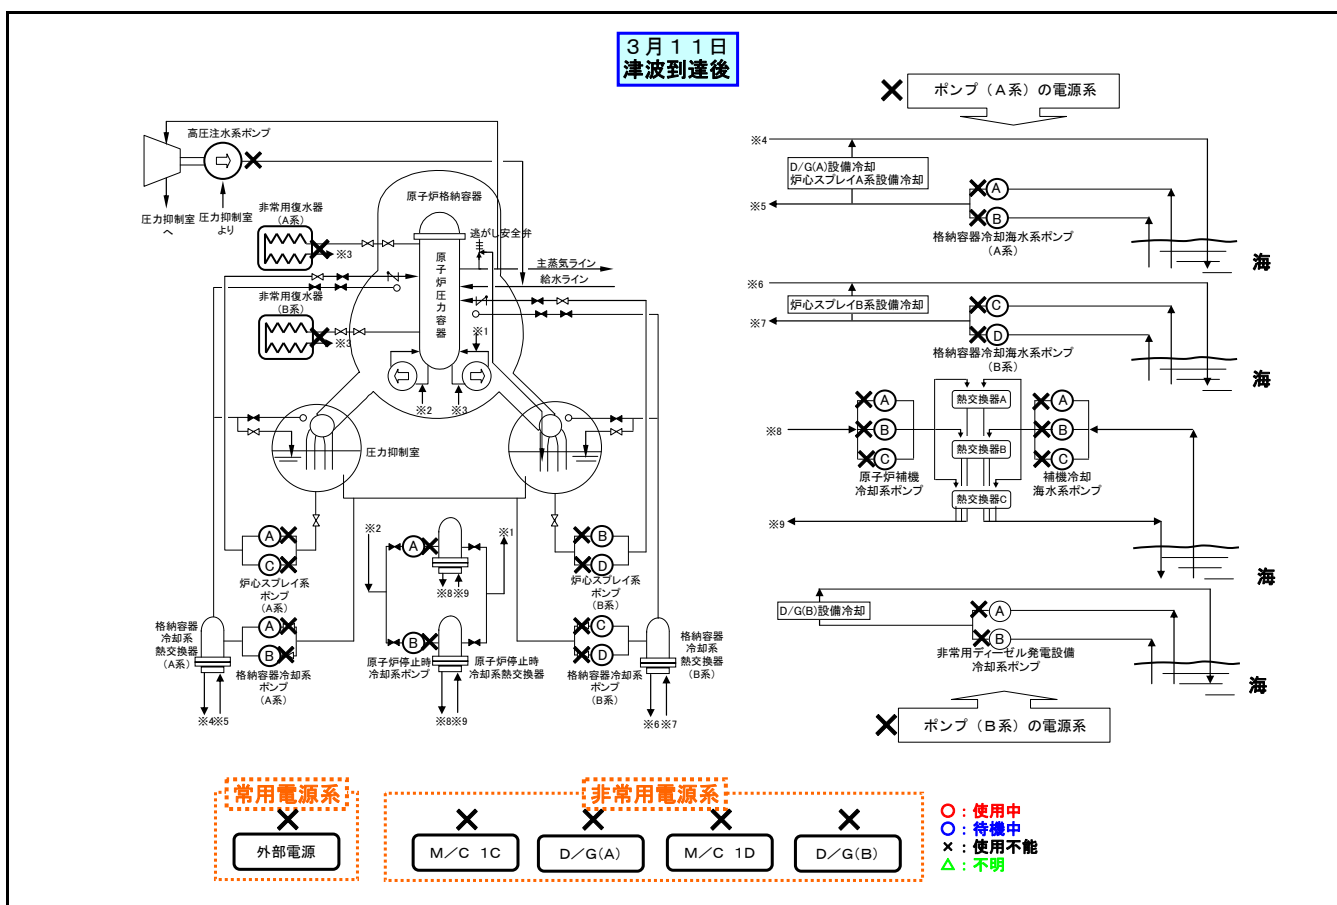 3月11日
津波到達後
ポンプ（A系）の電源系
高圧注水系ポンプ
圧力抑制室
へ
圧力抑制室
より
原子炉格納容器
非常用復水器
(A系)
※3
逃がし安全弁
主蒸気ライン
給水ライン
原子炉圧力容器
非常用復水器
(B系)
※3
※1
※2
※3
圧力抑制室
※4
D/G(A)設備冷却
炉心スプレイA系設備冷却
※5
A
B
格納容器冷却海水系ポンプ
(A系)
海
※6
炉心スプレイB系設備冷却
※7
C
D
格納容器冷却海水系ポンプ
(B系)
※8
A
B
C
原子炉補機
冷却系ポンプ
熱交換器A
熱交換器B
熱交換器C
A
B
C
補機冷却
海水系ポンプ
※9
海
D/G(B)設備冷却
A
B
非常用ディーゼル発電設備
冷却系ポンプ
海
ポンプ（B系）の電源系
A
C
炉心スプレイ系
ポンプ
(A系)
※2
A
※8※9
※1
B
D
炉心スプレイ系
ポンプ
(B系)
格納容器
冷却系
熱交換器
(A系)
A
B
格納容器冷却系
ポンプ
(A系)
※4※5
B
原子炉停止時
冷却系ポンプ
原子炉停止時
冷却系熱交換器
※8※9
C
D
格納容器冷却系
ポンプ
(B系)
格納容器
冷却系
熱交換器
(B系)
※6※7
常用電源系
外部電源
非常用電源系
M／C 1C
D／G(A)
M／C 1D
D／G(B)
○：使用中
○：待機中
×：使用不能
△：不明